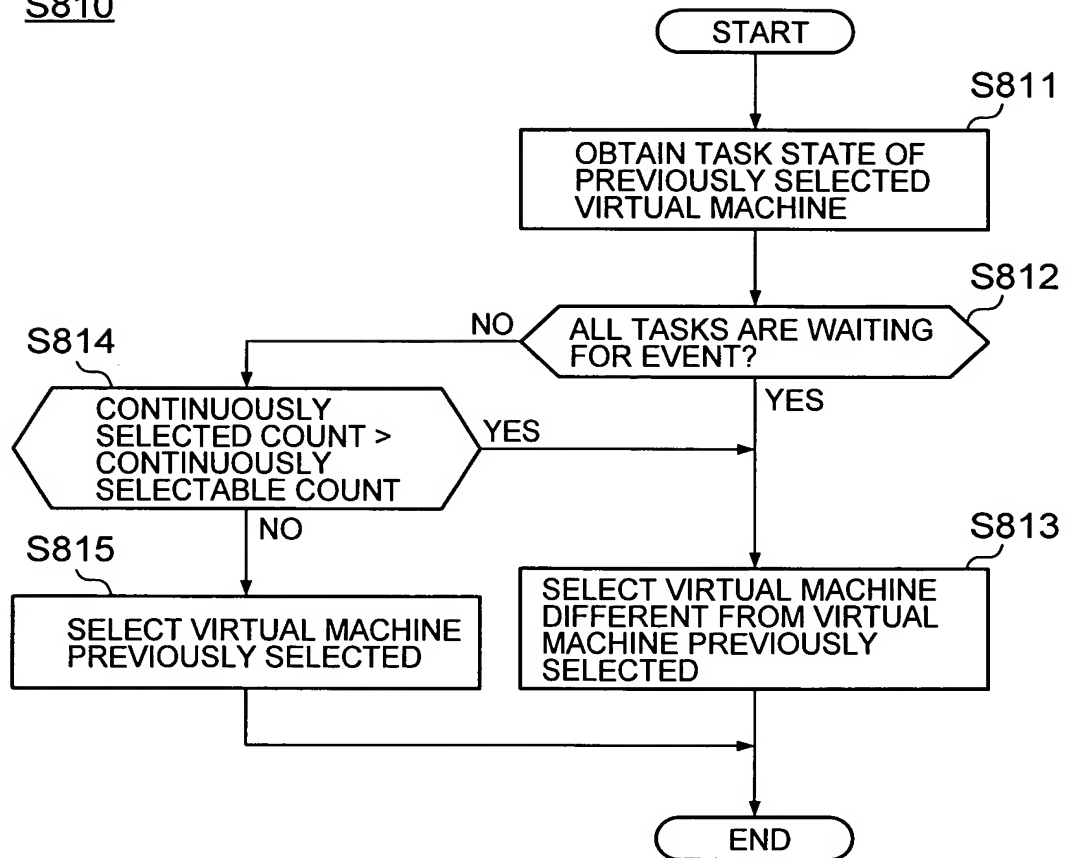 S810
START
S811
OBTAIN TASK STATE OF
PREVIOUSLY SELECTED
VIRTUAL MACHINE
S812
ALL TASKS ARE WAITING
FOR EVENT?
NO
YES
S814
CONTINUOUSLY
SELECTED COUNT >
CONTINUOUSLY
SELECTABLE COUNT
YES
NO
S815
SELECT VIRTUAL MACHINE
PREVIOUSLY SELECTED
S813
SELECT VIRTUAL MACHINE
DIFFERENT FROM VIRTUAL
MACHINE PREVIOUSLY
SELECTED
END